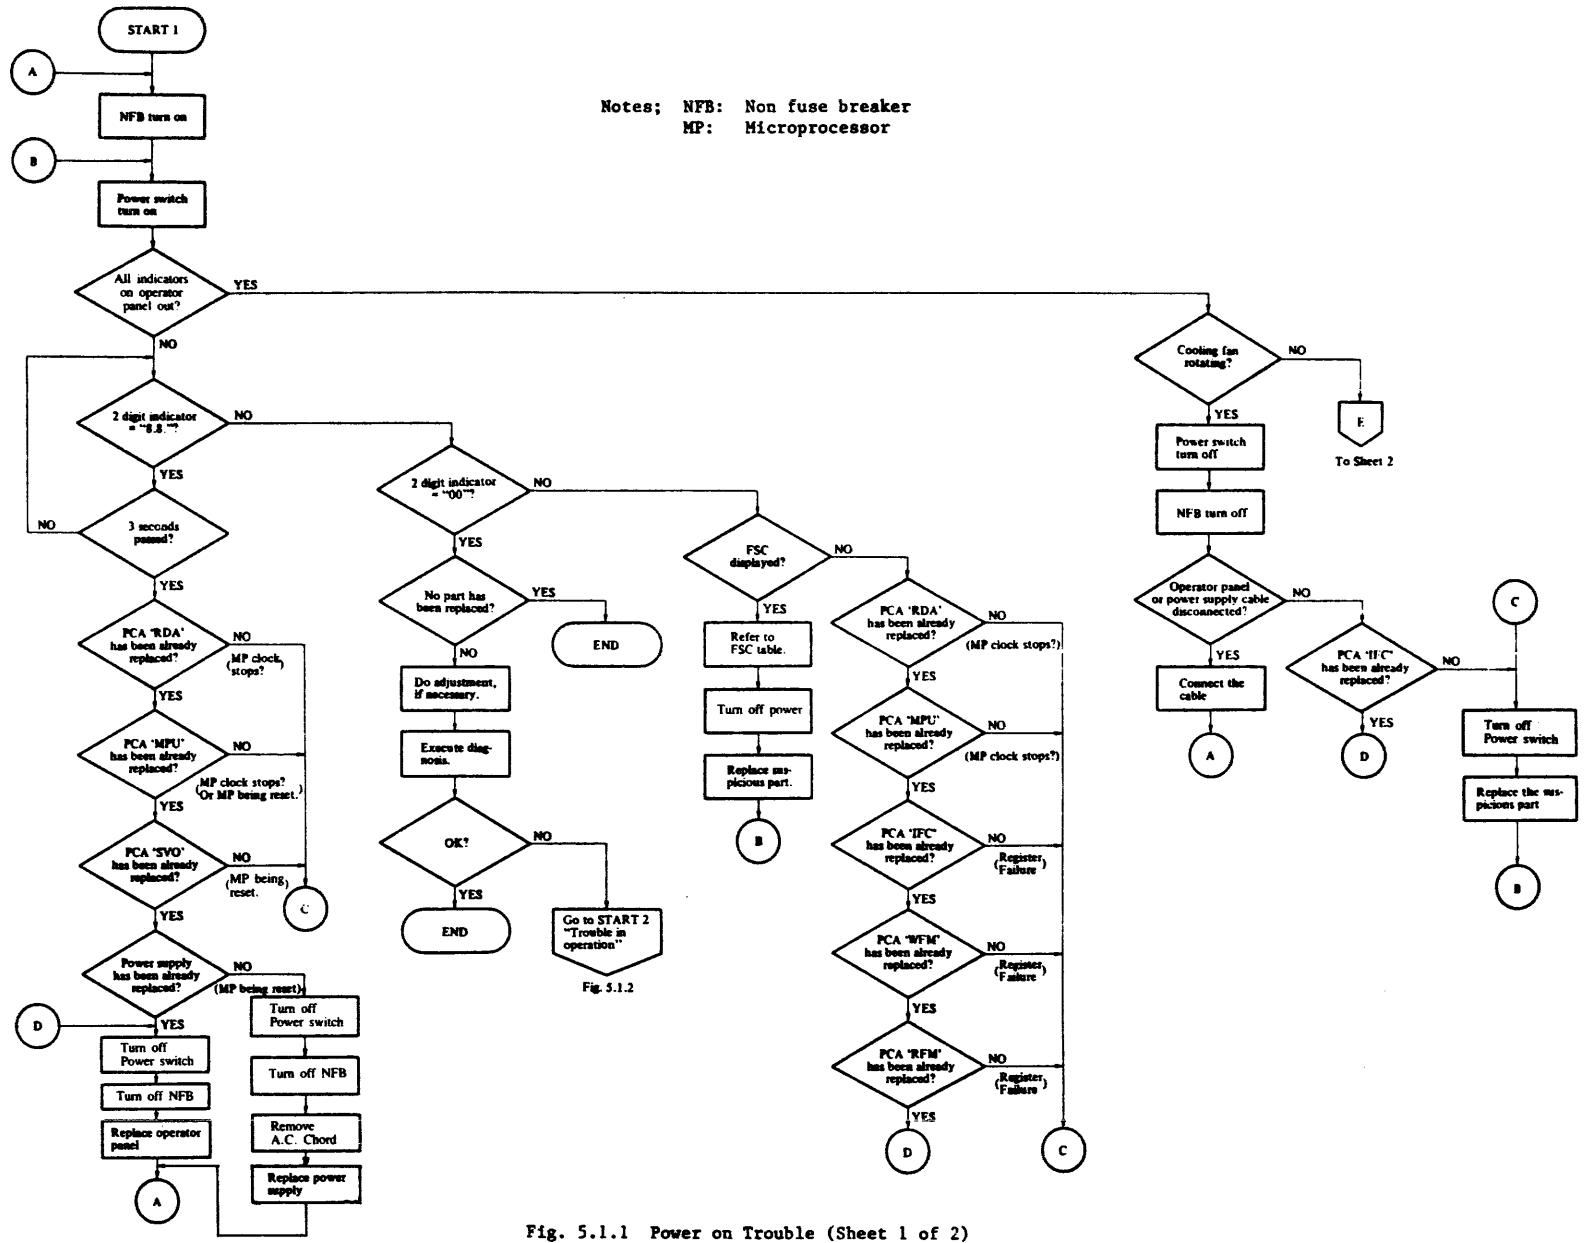 START 1
A
NFB turn on
B
Power switch
turn on
Notes; NFB: Non fuse breaker
MP: Microprocessor
All indicators
on operator
panel out?
YES
NO
2 digit indicator
= "8.8."?
NO
YES
3 seconds
passed?
NO
YES
PCA 'RDA'
has been already
replaced?
NO
(MP clock
stops?)
YES
PCA 'MPU'
has been already
replaced?
NO
(MP clock stops?
Or MP being reset.)
YES
PCA 'SVO'
has been already
replaced?
NO
(MP being
reset.)
C
YES
Power supply
has been already
replaced?
NO
(MP being reset)
D
YES
Turn off
Power switch
Turn off NFB
Replace operator
panel
A
Turn off
Power switch
Turn off NFB
Remove
A.C. Chord
Replace power
supply
2 digit indicator
= "00"?
NO
YES
No part has
been replaced?
YES
END
NO
Do adjustment,
if necessary.
Execute diag-
nosis.
OK?
NO
YES
END
Go to START 2
"Trouble in
operation"
Fig. 5.1.2
FSC
displayed?
NO
YES
Refer to
FSC table.
Turn off power
Replace sus-
picious part.
B
PCA 'RDA'
has been already
replaced?
NO
(MP clock stops?)
YES
PCA 'MPU'
has been already
replaced?
NO
(MP clock stops?)
YES
PCA 'IFC'
has been already
replaced?
NO
(Register
Failure)
YES
PCA 'WFM'
has been already
replaced?
NO
(Register
Failure)
YES
PCA 'RFM'
has been already
replaced?
NO
(Register
Failure)
YES
D
C
Cooling fan
rotating?
NO
E
To Sheet 2
YES
Power switch
turn off
NFB turn off
Operator panel
or power supply cable
disconnected?
NO
YES
Connect the
cable
A
PCA 'IFC'
has been already
replaced?
NO
YES
D
C
Turn off
Power switch
Replace the sus-
picious part
B
Fig. 5.1.1 Power on Trouble (Sheet 1 of 2)